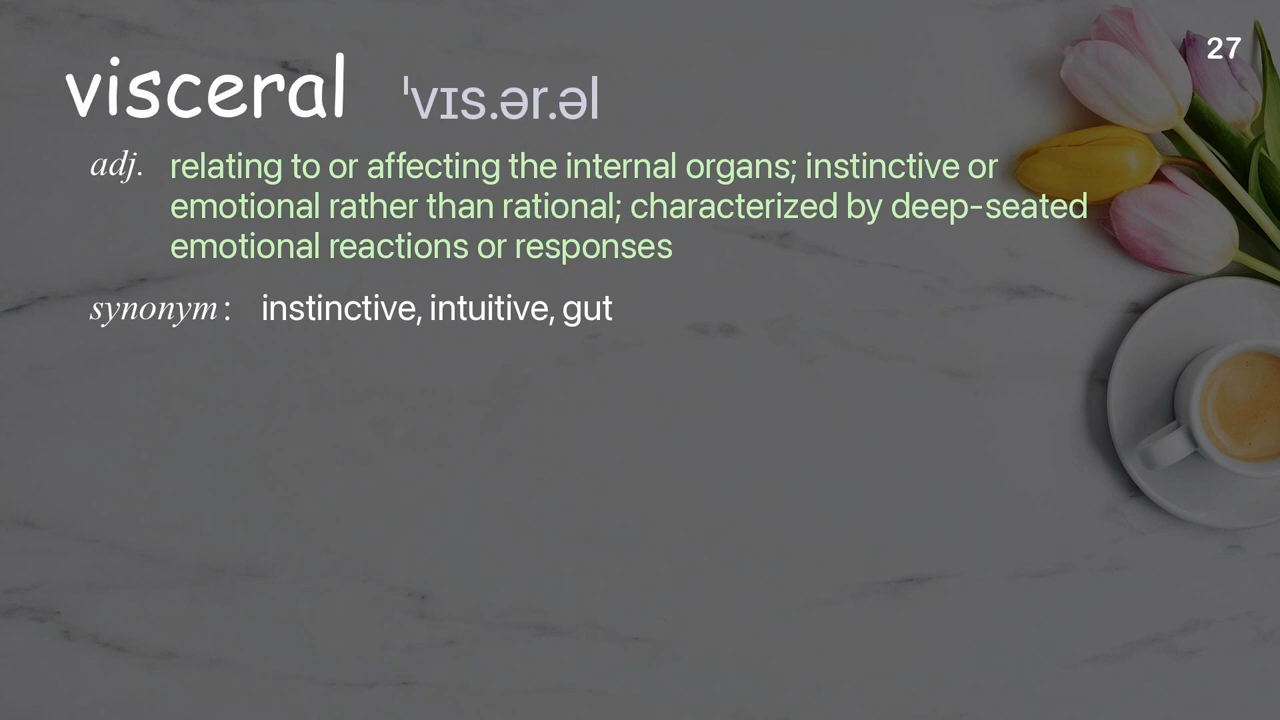 27
visceral ˈvɪs.ər.əl
adj. relating to or affecting the internal organs; instinctive or
emotional rather than rational; characterized by deep-seated
emotional reactions or responses
synonym: instinctive, intuitive, gut